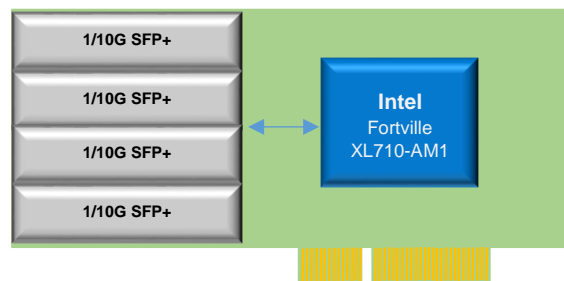 1/10G SFP+
1/10G SFP+
1/10G SFP+
1/10G SFP+
Intel
Fortville
XL710-AM1